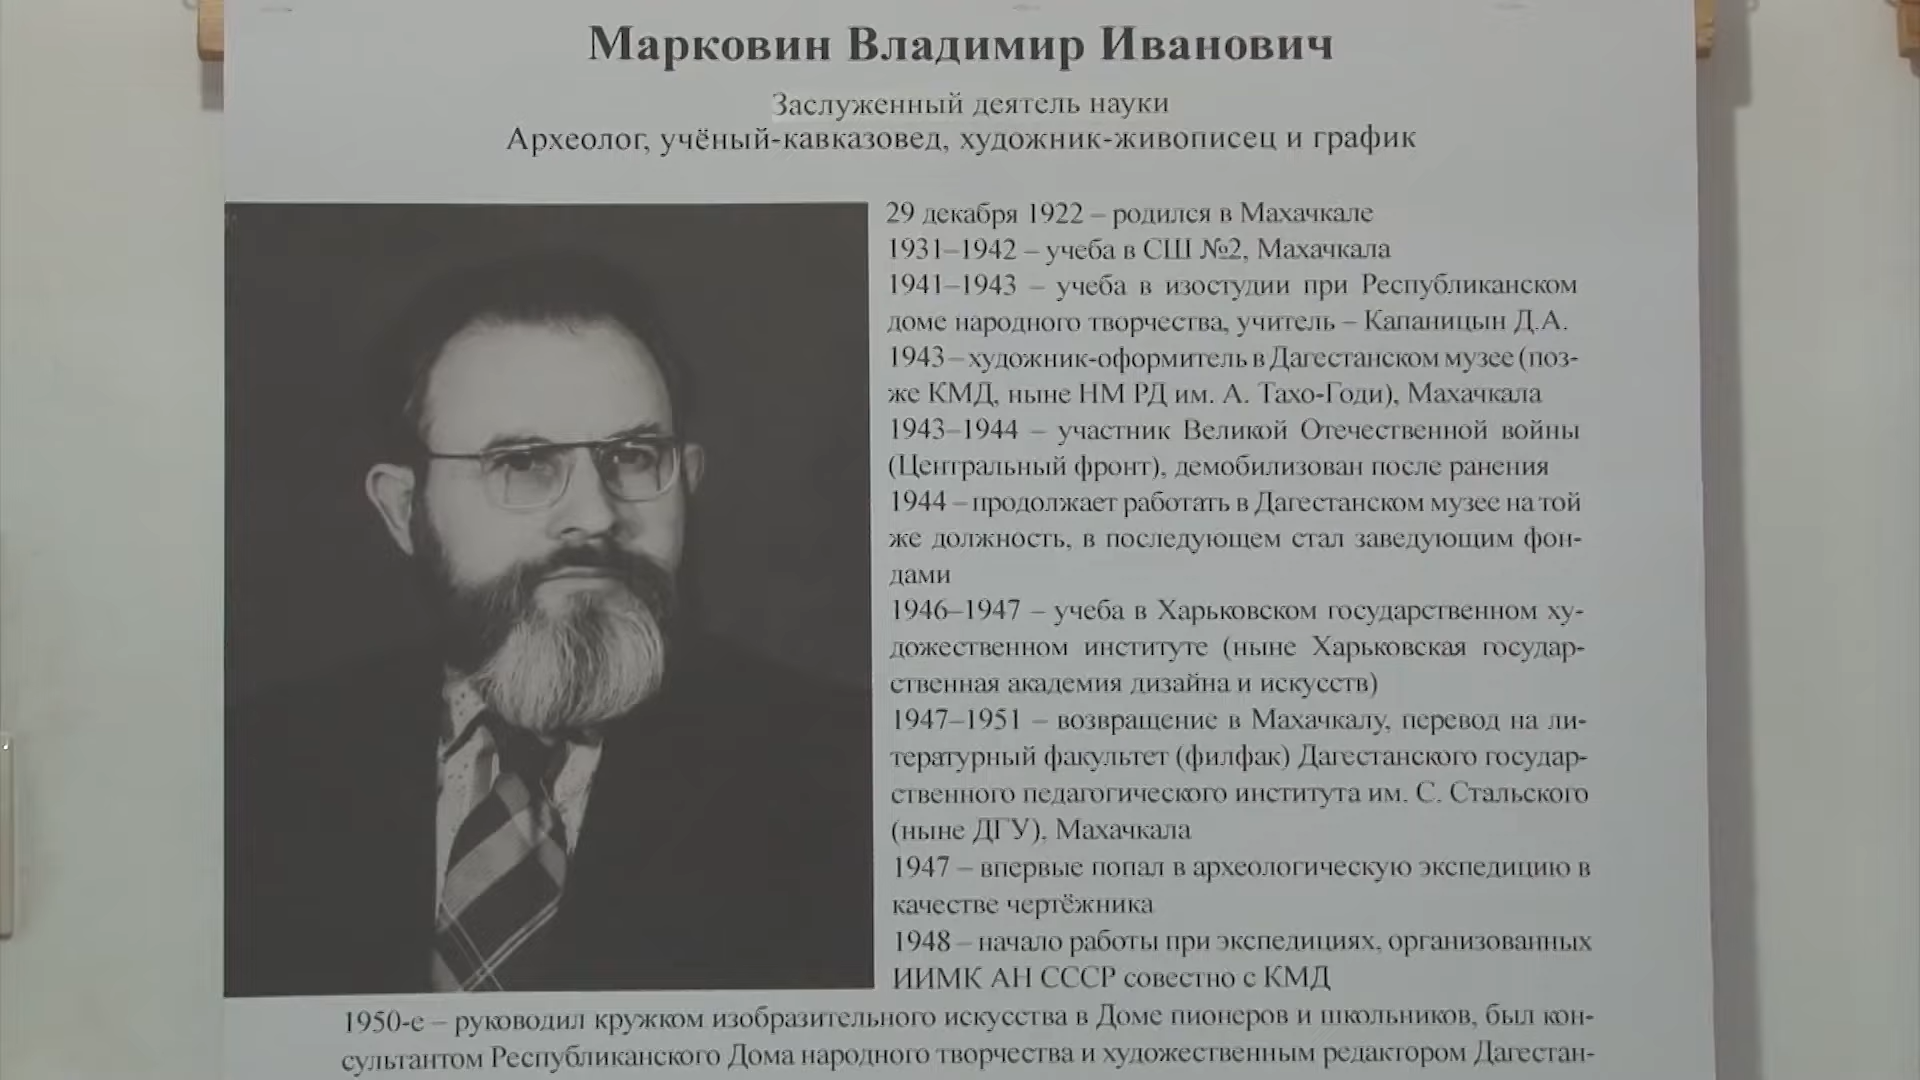 Марковин Владимир Иванович
Заслуженный деятель науки
Археолог, учёный-кавказовед, художник-живописец и график
29 декабря 1922 – родился в Махачкале
1931–1942 – учеба в СШ №2, Махачкала
1941–1943 – учеба в изостудии при Республиканском
доме народного творчества, учитель – Капаницын Д.А.
1943 – художник-оформитель в Дагестанском музее (поз-
же КМД, ныне НМ РД им. А. Тахо-Годи), Махачкала
1943–1944 – участник Великой Отечественной войны
(Центральный фронт), демобилизован после ранения
1944 – продолжает работать в Дагестанском музее на той
же должность, в последующем стал заведующим фон-
дами
1946–1947 – учеба в Харьковском государственном ху-
дожественном институте (ныне Харьковская государ-
ственная академия дизайна и искусств)
1947–1951 – возвращение в Махачкалу, перевод на ли-
тературный факультет (филфак) Дагестанского государ-
ственного педагогического института им. С. Стальского
(ныне ДГУ), Махачкала
1947 – впервые попал в археологическую экспедицию в
качестве чертёжника
1948 – начало работы при экспедициях, организованных
ИИМК АН СССР совестно с КМД
1950-е – руководил кружком изобразительного искусства в Доме пионеров и школьников, был кон-
сультантом Республиканского Дома народного творчества и художественным редактором Дагестан-